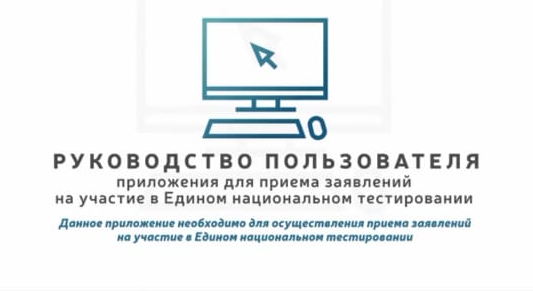 РУКОВОДСТВО ПОЛЬЗОВАТЕЛЯ
приложения для приема заявлений
на участие в Едином национальном тестировании
Данное приложение необходимо для осуществления приема заявлений
на участие в Едином национальном тестировании